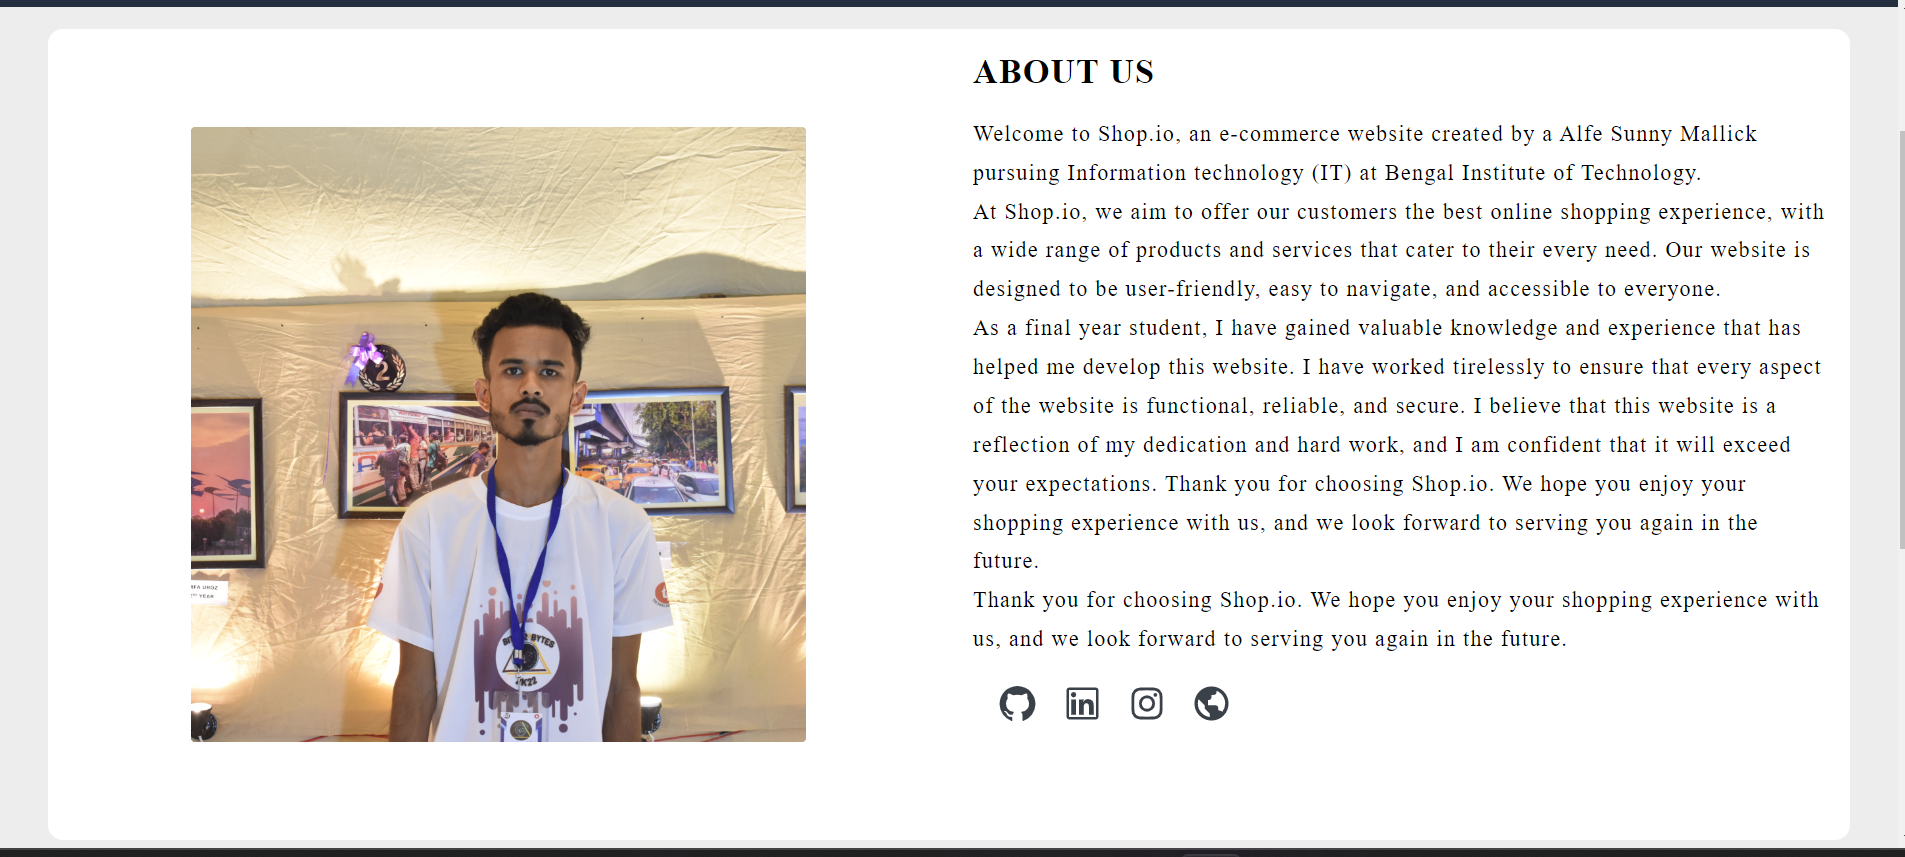 ABOUT US
Welcome to Shop.io, an e-commerce website created by a Alfe Sunny Mallick
pursuing Information technology (IT) at Bengal Institute of Technology.
At Shop.io, we aim to offer our customers the best online shopping experience, with
a wide range of products and services that cater to their every need. Our website is
designed to be user-friendly, easy to navigate, and accessible to everyone.
As a final year student, I have gained valuable knowledge and experience that has
helped me develop this website. I have worked tirelessly to ensure that every aspect
of the website is functional, reliable, and secure. I believe that this website is a
reflection of my dedication and hard work, and I am confident that it will exceed
your expectations. Thank you for choosing Shop.io. We hope you enjoy your
shopping experience with us, and we look forward to serving you again in the
future.
Thank you for choosing Shop.io. We hope you enjoy your shopping experience with
us, and we look forward to serving you again in the future.
in
2
YEAR
BYTES
2K22